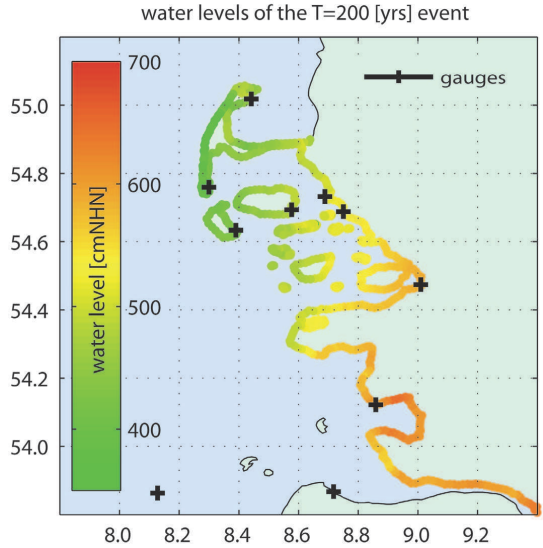 water levels of the T=200 [yrs] event
700
600
500
400
water level [cmNHN]
gauges
55.0
54.8
54.6
54.4
54.2
54.0
8.0 8.2 8.4 8.6 8.8 9.0 9.2